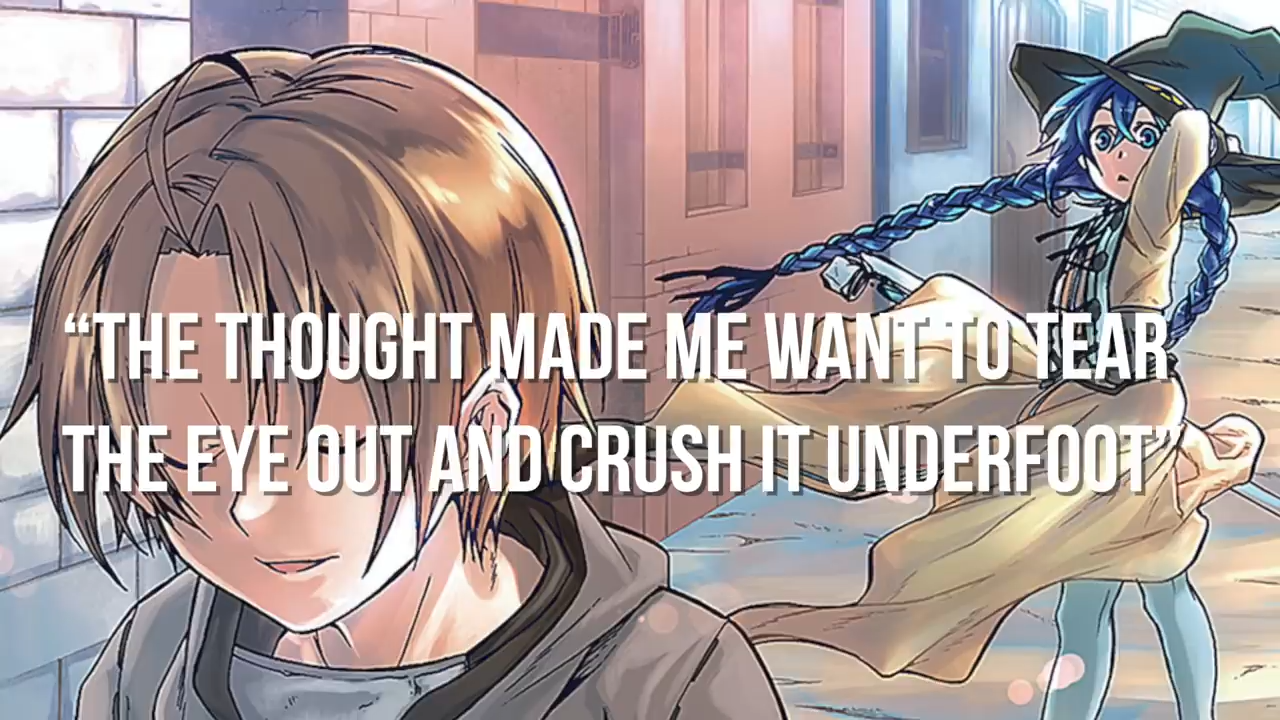 “THE THOUGHT MADE ME WANT TO TEAR
THE EYE OUT AND CRUSH IT UNDERFOOT”